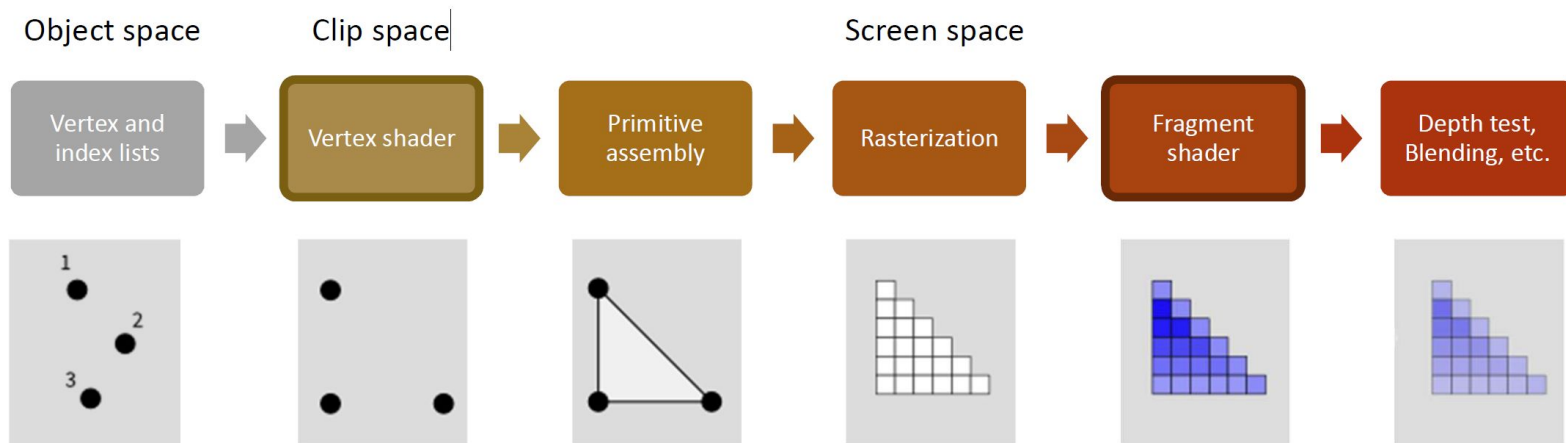 Object space
Clip space
Screen space
Vertex and
index lists
Vertex shader
Primitive
assembly
Rasterization
Fragment
shader
Depth test,
Blending, etc.
1
2
3